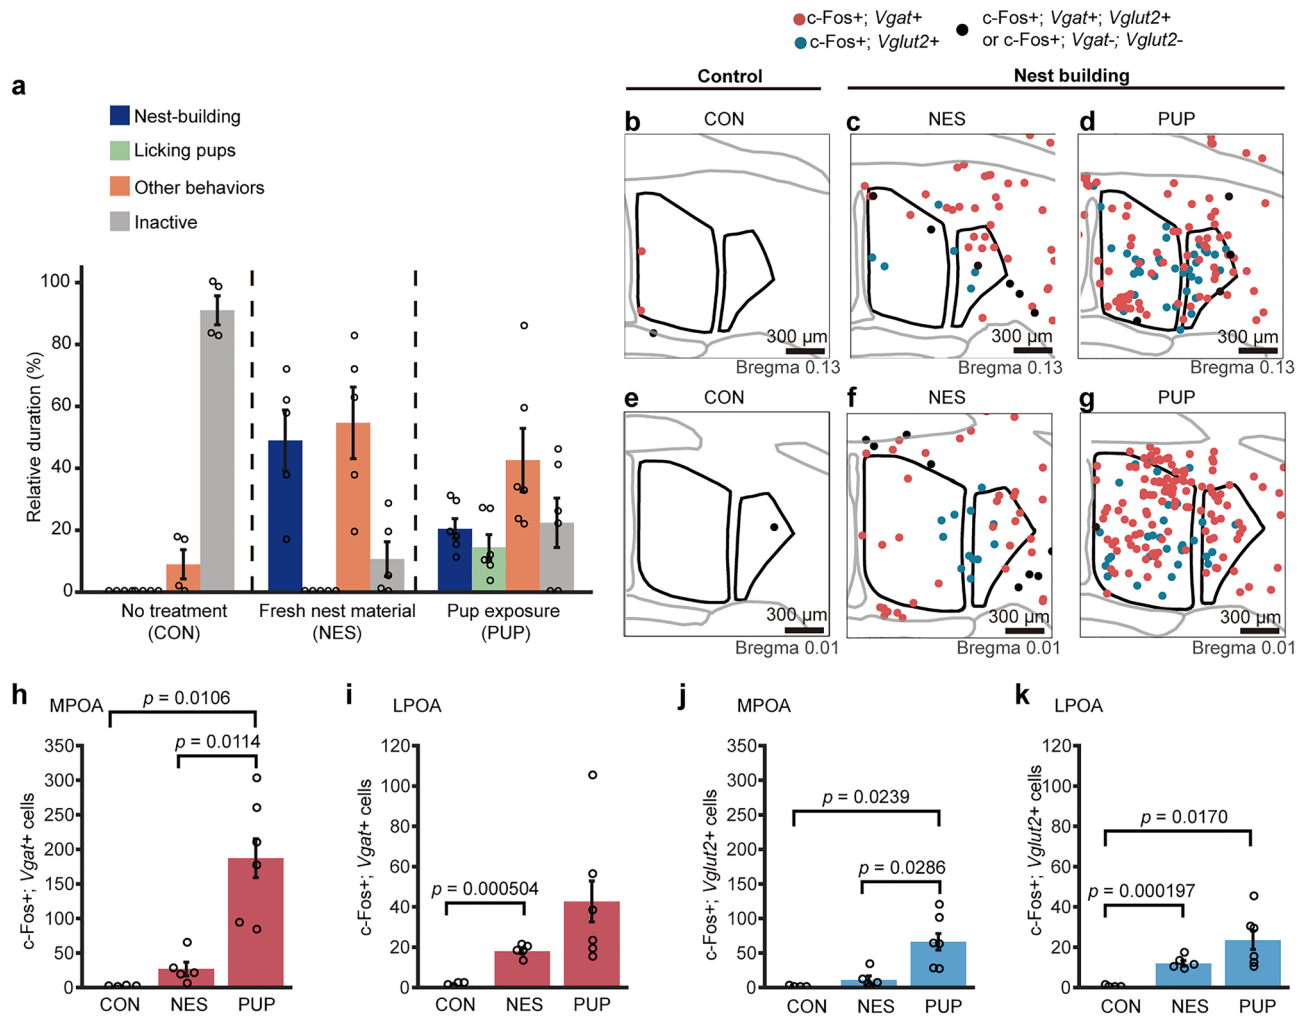 c-Fos+; Vgat+
c-Fos+; Vglut2+
c-Fos+; Vgat+; Vglut2+
or c-Fos+; Vgat-; Vglut2-
a
Nest-building
Licking pups
Other behaviors
Inactive
Relative duration (%)
100
80
60
40
20
0
No treatment
(CON)
Fresh nest material
(NES)
Pup exposure
(PUP)
Control
Nest building
b
CON
300 µm
Bregma 0.13
c
NES
300 µm
Bregma 0.13
d
PUP
300 µm
Bregma 0.13
e
CON
300 µm
Bregma 0.01
f
NES
300 µm
Bregma 0.01
g
PUP
300 µm
Bregma 0.01
h
MPOA
p = 0.0106
p = 0.0114
c-Fos+; Vgat+ cells
350
300
250
200
150
100
50
0
CON
NES
PUP
i
LPOA
p = 0.000504
c-Fos+; Vgat+ cells
120
100
80
60
40
20
0
CON
NES
PUP
j
MPOA
p = 0.0239
p = 0.0286
c-Fos+; Vglut2+ cells
350
300
250
200
150
100
50
0
CON
NES
PUP
k
LPOA
p = 0.0170
p = 0.000197
c-Fos+; Vglut2+ cells
120
100
80
60
40
20
0
CON
NES
PUP